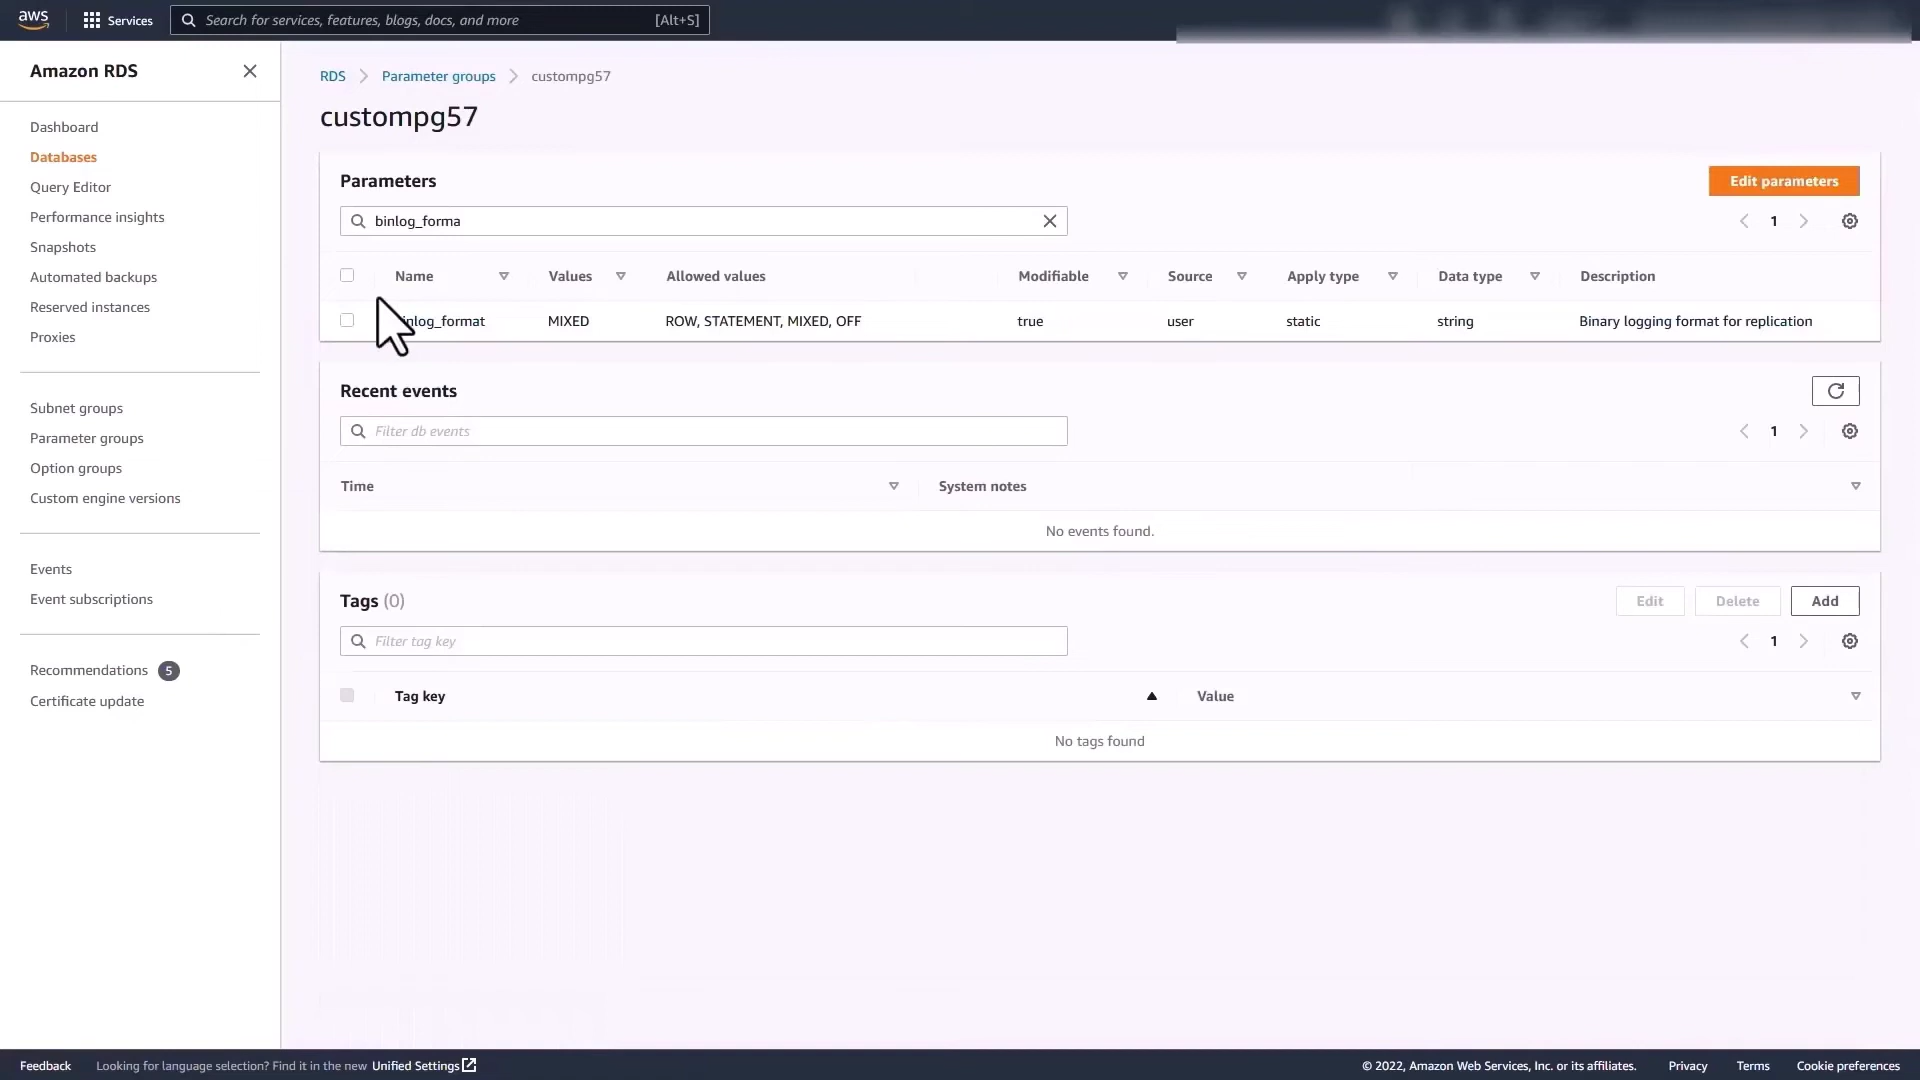 aws Services Search for services, features, blogs, docs, and more [Alt+S]
Amazon RDS
Dashboard
Databases
Query Editor
Performance insights
Snapshots
Automated backups
Reserved instances
Proxies
Subnet groups
Parameter groups
Option groups
Custom engine versions
Events
Event subscriptions
Recommendations 5
Certificate update
RDS Parameter groups custompg57
custompg57
Parameters Edit parameters
binlog_forma 1
Name Values Allowed values Modifiable Source Apply type Data type Description
inlog_format MIXED ROW, STATEMENT, MIXED, OFF true user static string Binary logging format for replication
Recent events
Filter db events 1
Time System notes
No events found.
Tags (0) Edit Delete Add
Filter tag key 1
Tag key Value
No tags found
Feedback Looking for language selection? Find it in the new Unified Settings © 2022, Amazon Web Services, Inc. or its affiliates. Privacy Terms Cookie preferences